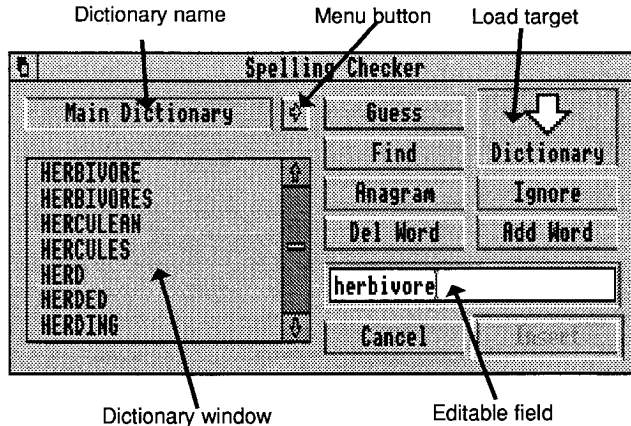 Dictionary name
Menu button
Load target
Spelling Checker
Main Dictionary
Guess
Find
Dictionary
HERBIVORE
HERBIVORES
HERCULEAN
HERCULES
HERD
HERDED
HERDING
Anagram
Ignore
Del Word
Add Word
herbivore
Cancel
Insert
Dictionary window
Editable field